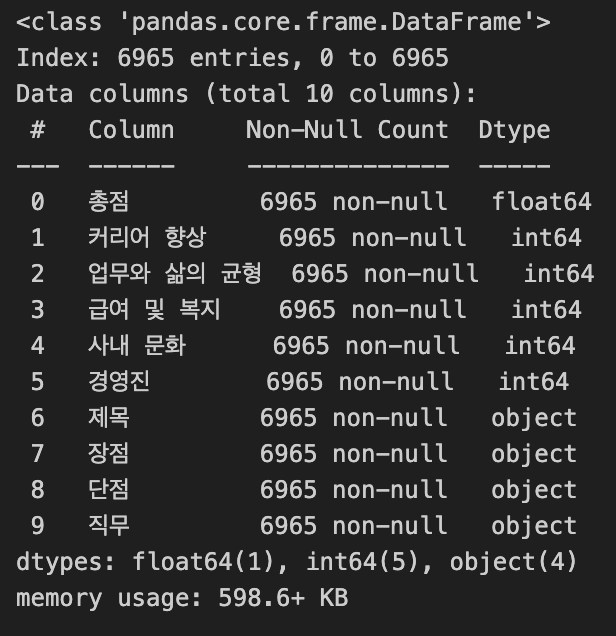 <class 'pandas.core.frame.DataFrame'>
Index: 6965 entries, 0 to 6965
Data columns (total 10 columns):
 #   Column     Non-Null Count  Dtype
---  ------     --------------  -----
 0   총점         6965 non-null   float64
 1   커리어 향상     6965 non-null   int64
 2   업무와 삶의 균형  6965 non-null   int64
 3   급여 및 복지    6965 non-null   int64
 4   사내 문화      6965 non-null   int64
 5   경영진        6965 non-null   int64
 6   제목         6965 non-null   object
 7   장점         6965 non-null   object
 8   단점         6965 non-null   object
 9   직무         6965 non-null   object
dtypes: float64(1), int64(5), object(4)
memory usage: 598.6+ KB